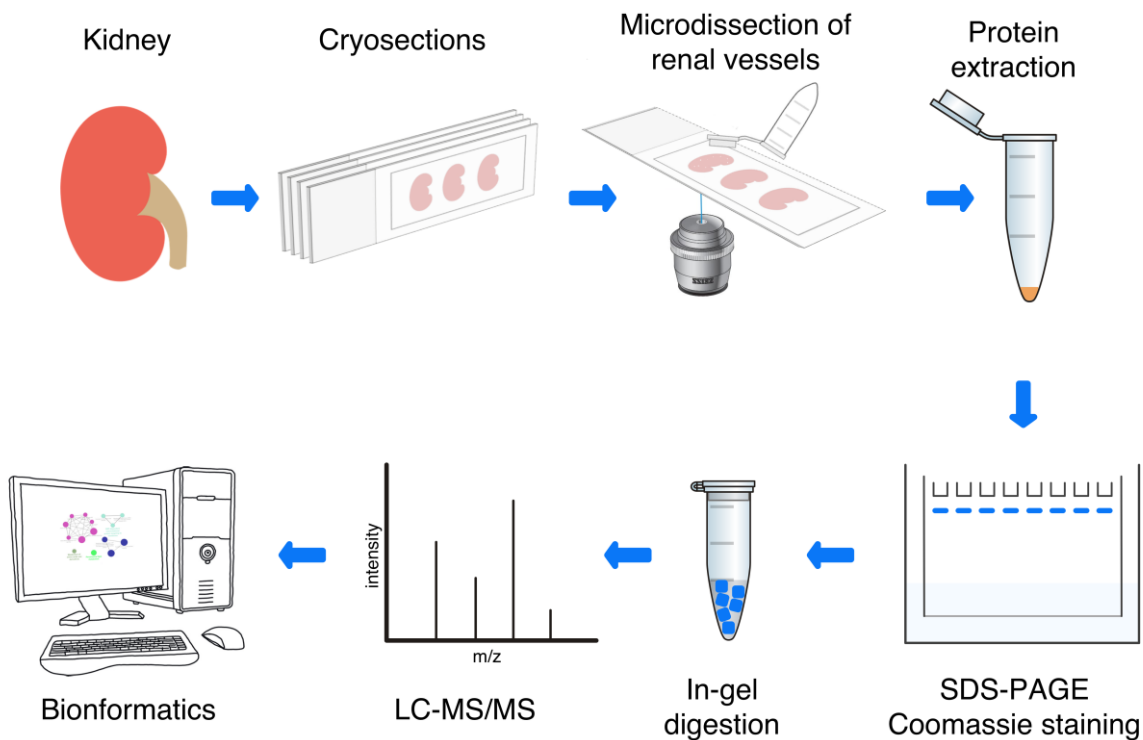 Kidney
Cryosections
Microdissection of
renal vessels
Protein
extraction
intensity
m/z
Bionformatics
LC-MS/MS
In-gel
digestion
SDS-PAGE
Coomassie staining